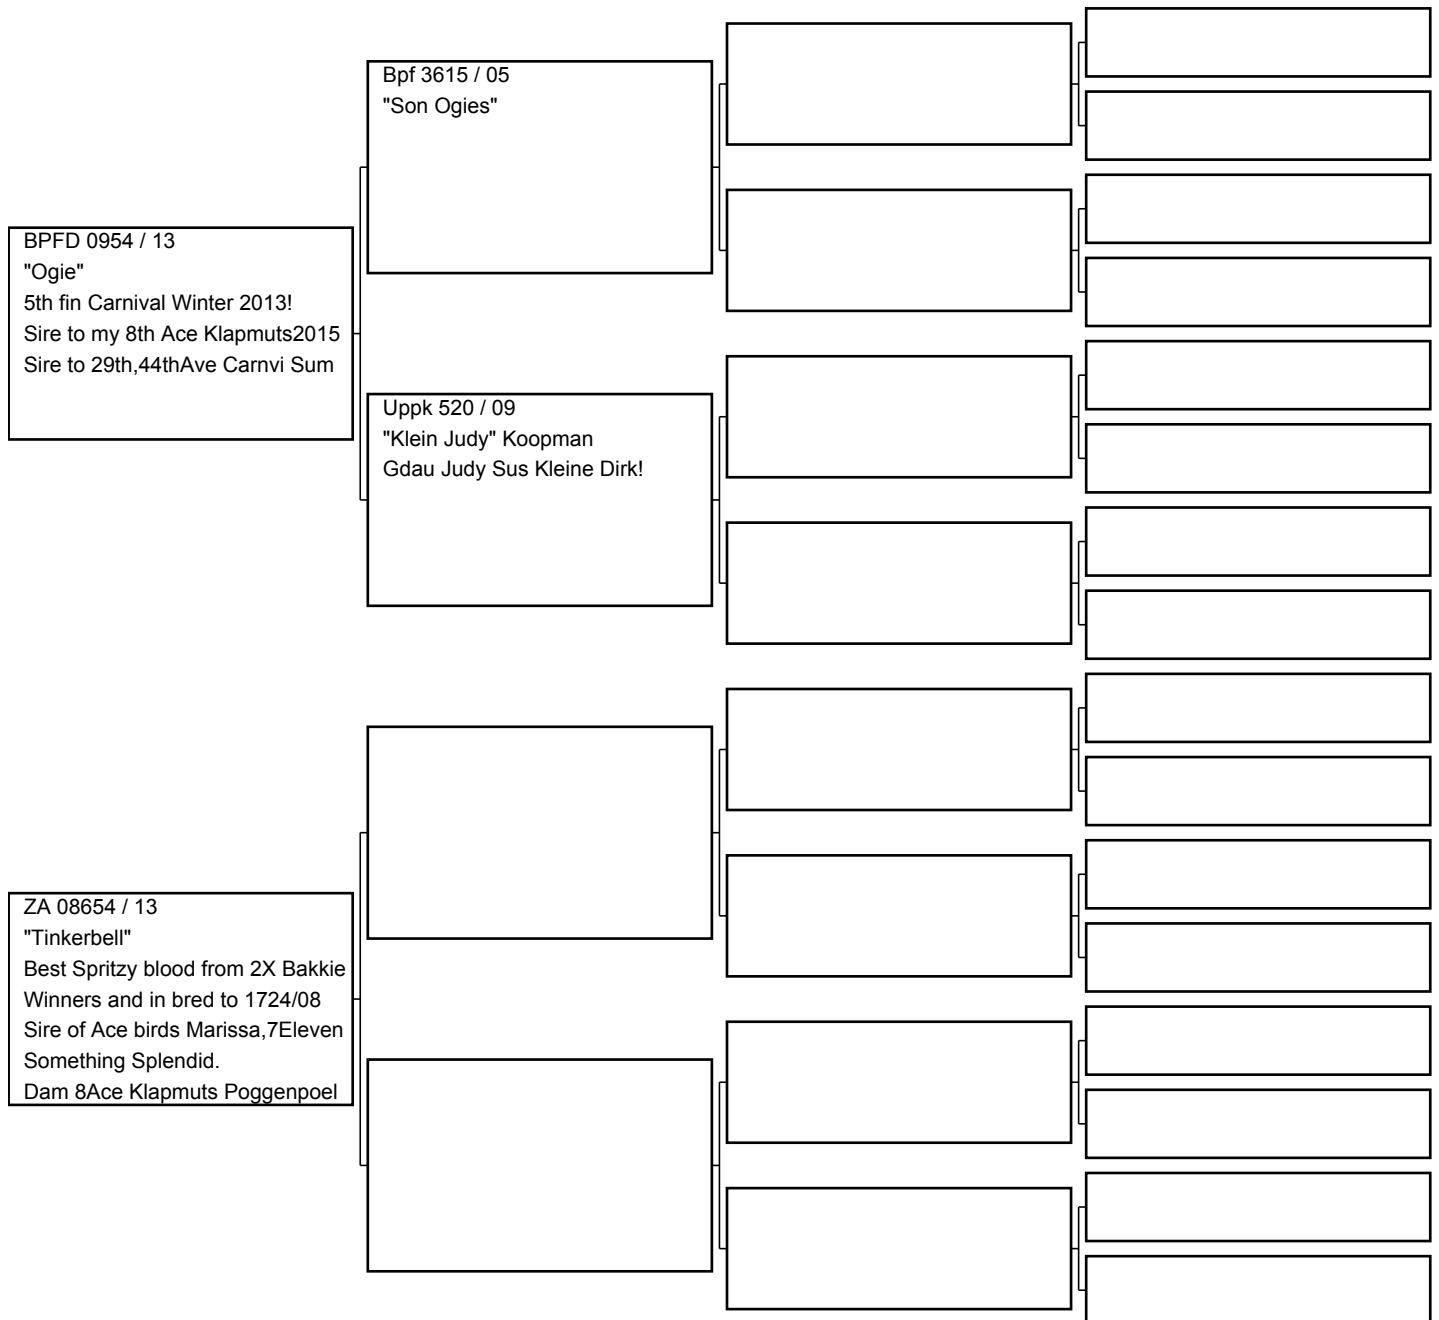 Bpf 3615 / 05
"Son Ogies"
BPFD 0954 / 13
"Ogie"
5th fin Carnival Winter 2013!
Sire to my 8th Ace Klapmuts2015
Sire to 29th,44thAve Carnvi Sum
Uppk 520 / 09
"Klein Judy" Koopman
Gdau Judy Sus Kleine Dirk!
ZA 08654 / 13
"Tinkerbell"
Best Spritzy blood from 2X Bakkie
Winners and in bred to 1724/08
Sire of Ace birds Marissa,7Eleven
Something Splendid.
Dam 8Ace Klapmuts Poggenpoel